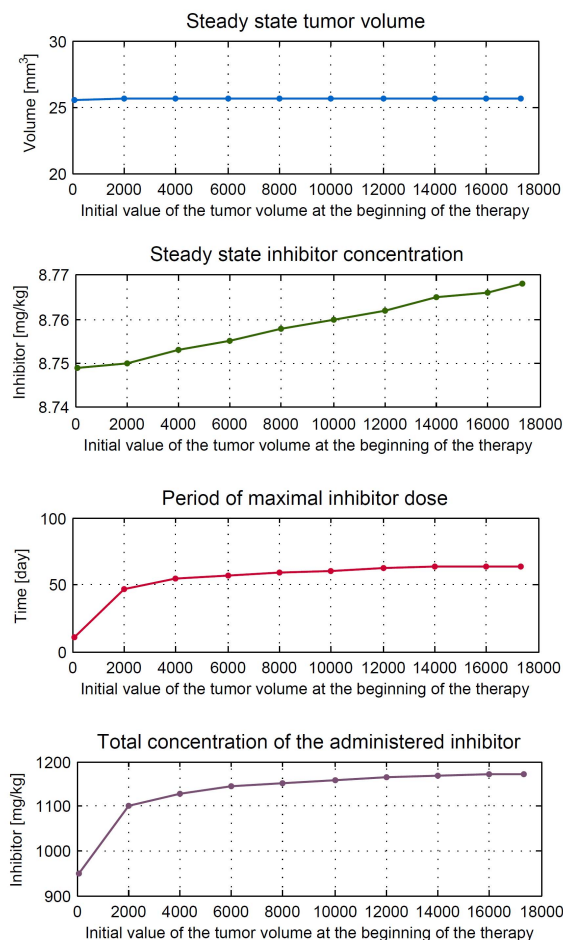 Steady state tumor volume
30
25
20
Volume [mm³]
0 2000 4000 6000 8000 10000 12000 14000 16000 18000
Initial value of the tumor volume at the beginning of the therapy
Steady state inhibitor concentration
8.77
8.76
8.75
8.74
Inhibitor [mg/kg]
0 2000 4000 6000 8000 10000 12000 14000 16000 18000
Initial value of the tumor volume at the beginning of the therapy
Period of maximal inhibitor dose
100
50
0
Time [day]
0 2000 4000 6000 8000 10000 12000 14000 16000 18000
Initial value of the tumor volume at the beginning of the therapy
Total concentration of the administered inhibitor
1200
1100
1000
900
Inhibitor [mg/kg]
0 2000 4000 6000 8000 10000 12000 14000 16000 18000
Initial value of the tumor volume at the beginning of the therapy